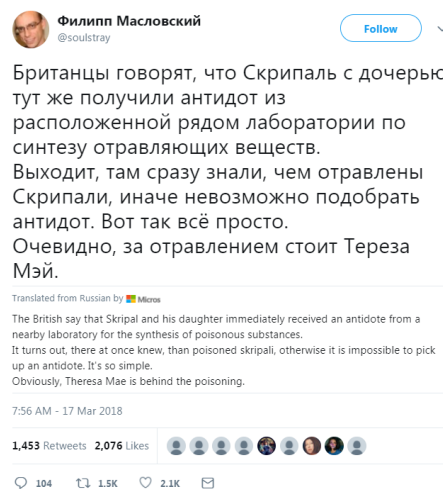 Филипп Масловский
@soulstray
Follow
Британцы говорят, что Скрипаль с дочерью
тут же получили антидот из
расположенной рядом лаборатории по
синтезу отравляющих веществ.
Выходит, там сразу знали, чем отравлены
Скрипали, иначе невозможно подобрать
антидот. Вот так всё просто.
Очевидно, за отравлением стоит Тереза
Мэй.
Translated from Russian by Micros
The British say that Skripal and his daughter immediately received an antidote from a
nearby laboratory for the synthesis of poisonous substances.
It turns out, there at once knew, than poisoned skripali, otherwise it is impossible to pick
up an antidote. It's so simple.
Obviously, Theresa Mae is behind the poisoning.
7:56 AM - 17 Mar 2018
1,453 Retweets 2,076 Likes
104 1.5K 2.1K